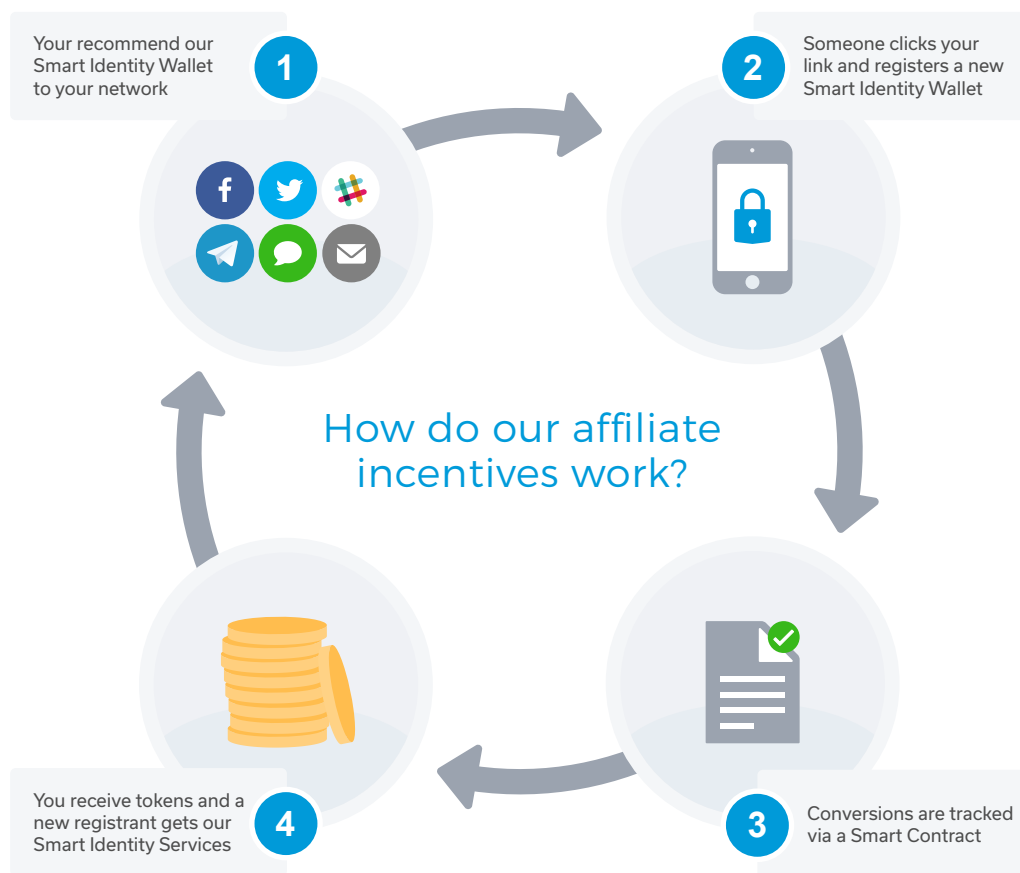 Your recommend our
Smart Identity Wallet
to your network
1
2
Someone clicks your
link and registers a new
Smart Identity Wallet
f
How do our affiliate
incentives work?
You receive tokens and a
new registrant gets our
Smart Identity Services
4
3
Conversions are tracked
via a Smart Contract